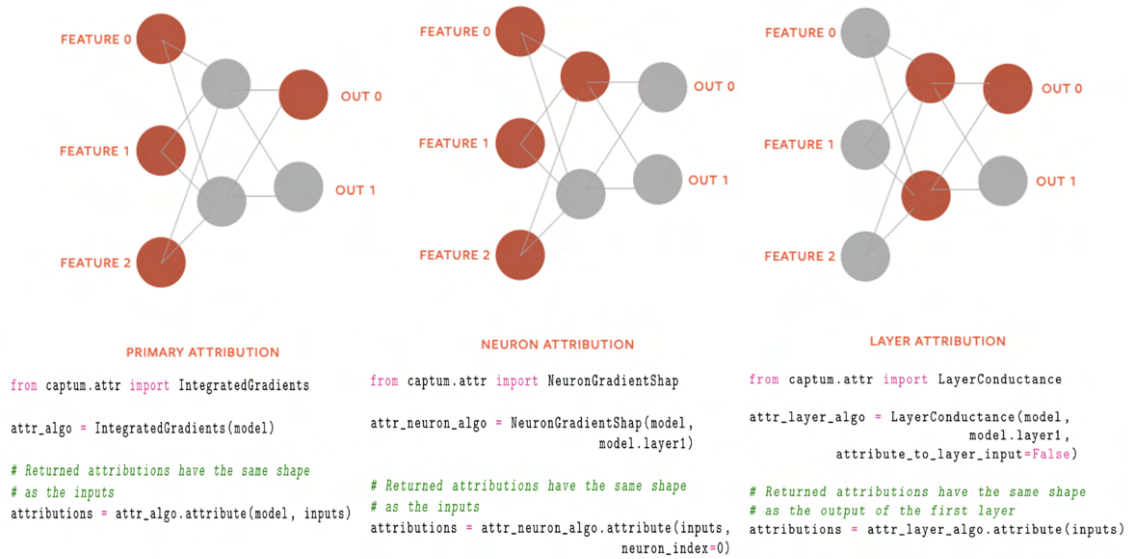 FEATURE 0
FEATURE 1
FEATURE 2
OUT 0
OUT 1
PRIMARY ATTRIBUTION
from captum.attr import IntegratedGradients
attr_algo = IntegratedGradients(model)
# Returned attributions have the same shape
# as the inputs
attributions = attr_algo.attribute(model, inputs)
FEATURE 0
FEATURE 1
FEATURE 2
OUT 0
OUT 1
NEURON ATTRIBUTION
from captum.attr import NeuronGradientShap
attr_neuron_algo = NeuronGradientShap(model,
model.layer1)
# Returned attributions have the same shape
# as the inputs
attributions = attr_neuron_algo.attribute(inputs,
neuron_index=0)
FEATURE 0
FEATURE 1
FEATURE 2
OUT 0
OUT 1
LAYER ATTRIBUTION
from captum.attr import LayerConductance
attr_layer_algo = LayerConductance(model,
model.layer1,
attribute_to_layer_input=False)
# Returned attributions have the same shape
# as the output of the first layer
attributions = attr_layer_algo.attribute(inputs)